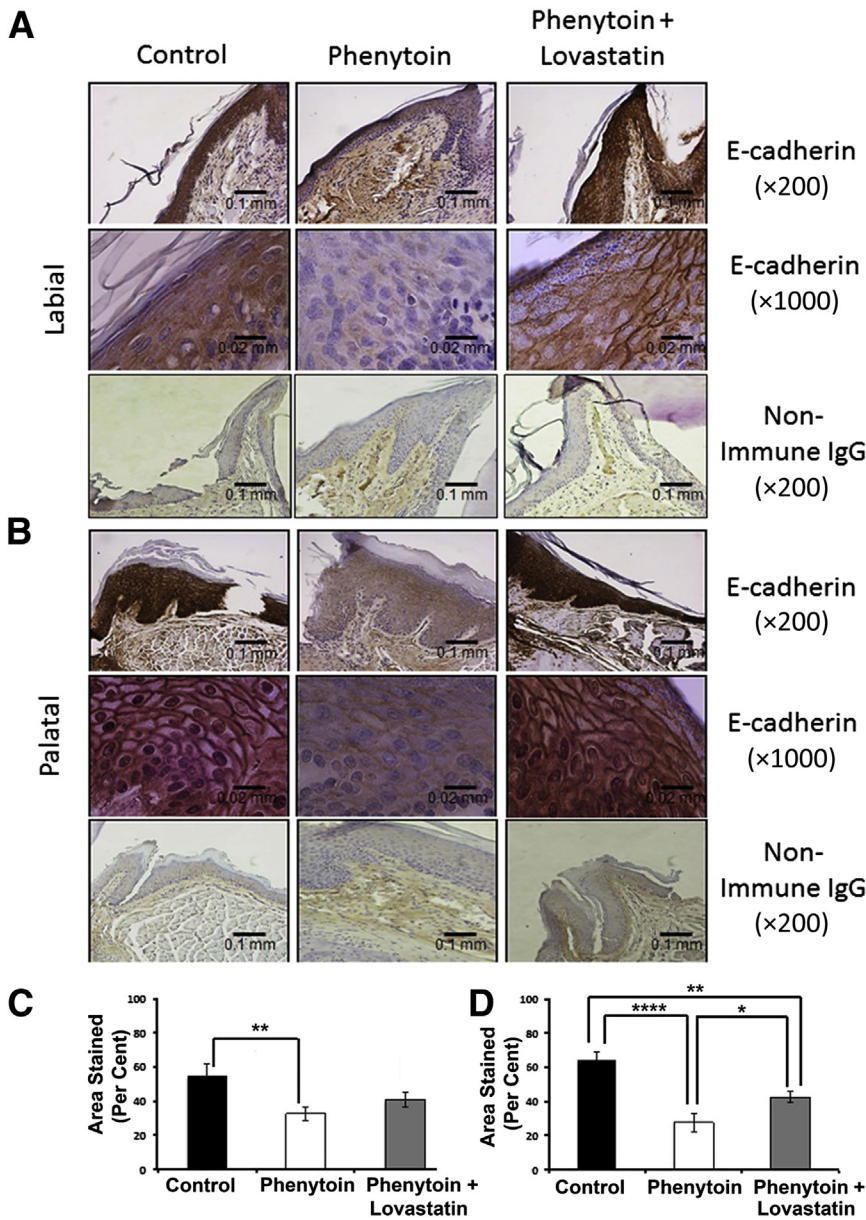 A
Control
Phenytoin
Phenytoin +
Lovastatin
Labial
0.1 mm
0.1 mm
0.1 mm
E-cadherin
(×200)
0.02 mm
0.02 mm
0.02 mm
E-cadherin
(×1000)
0.1 mm
0.1 mm
0.1 mm
Non-
Immune IgG
(×200)
B
Palatal
0.1 mm
0.1 mm
0.1 mm
E-cadherin
(×200)
0.02 mm
0.02 mm
0.02 mm
E-cadherin
(×1000)
0.1 mm
0.1 mm
0.1 mm
Non-
Immune IgG
(×200)
C
Area Stained
(Per Cent)
100
80
60
40
20
0
**
Control
Phenytoin
Phenytoin +
Lovastatin
D
Area Stained
(Per Cent)
100
80
60
40
20
0
**
****
*
Control
Phenytoin
Phenytoin +
Lovastatin